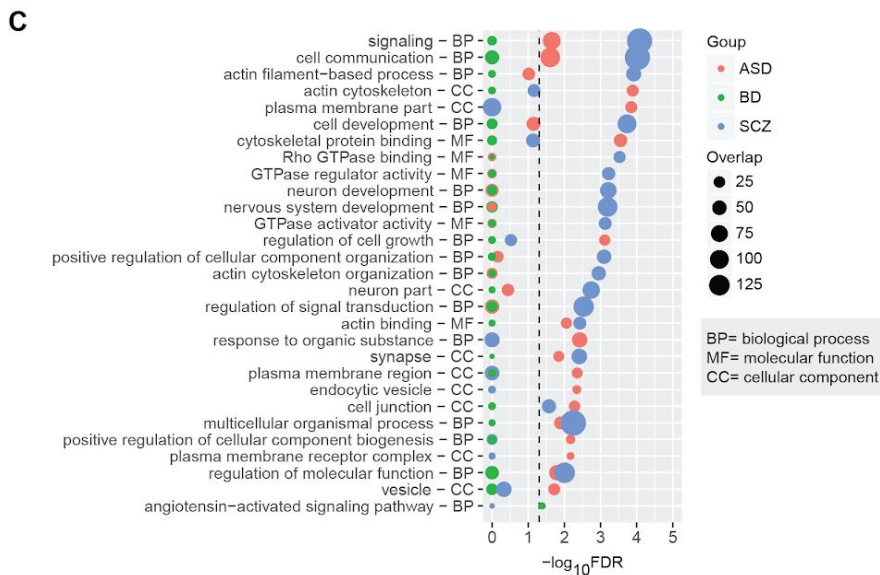 C
signaling – BP
cell communication – BP
actin filament−based process – BP
actin cytoskeleton – CC
plasma membrane part – CC
cell development – BP
cytoskeletal protein binding – MF
Rho GTPase binding – MF
GTPase regulator activity – MF
neuron development – BP
nervous system development – BP
GTPase activator activity – MF
regulation of cell growth – BP
positive regulation of cellular component organization – BP
actin cytoskeleton organization – BP
neuron part – CC
regulation of signal transduction – BP
actin binding – MF
response to organic substance – BP
synapse – CC
plasma membrane region – CC
endocytic vesicle – CC
cell junction – CC
multicellular organismal process – BP
positive regulation of cellular component biogenesis – BP
plasma membrane receptor complex – CC
regulation of molecular function – BP
vesicle – CC
angiotensin−activated signaling pathway – BP
0 1 2 3 4 5
−log10FDR
Goup
ASD
BD
SCZ
Overlap
25
50
75
100
125
BP= biological process
MF= molecular function
CC= cellular component